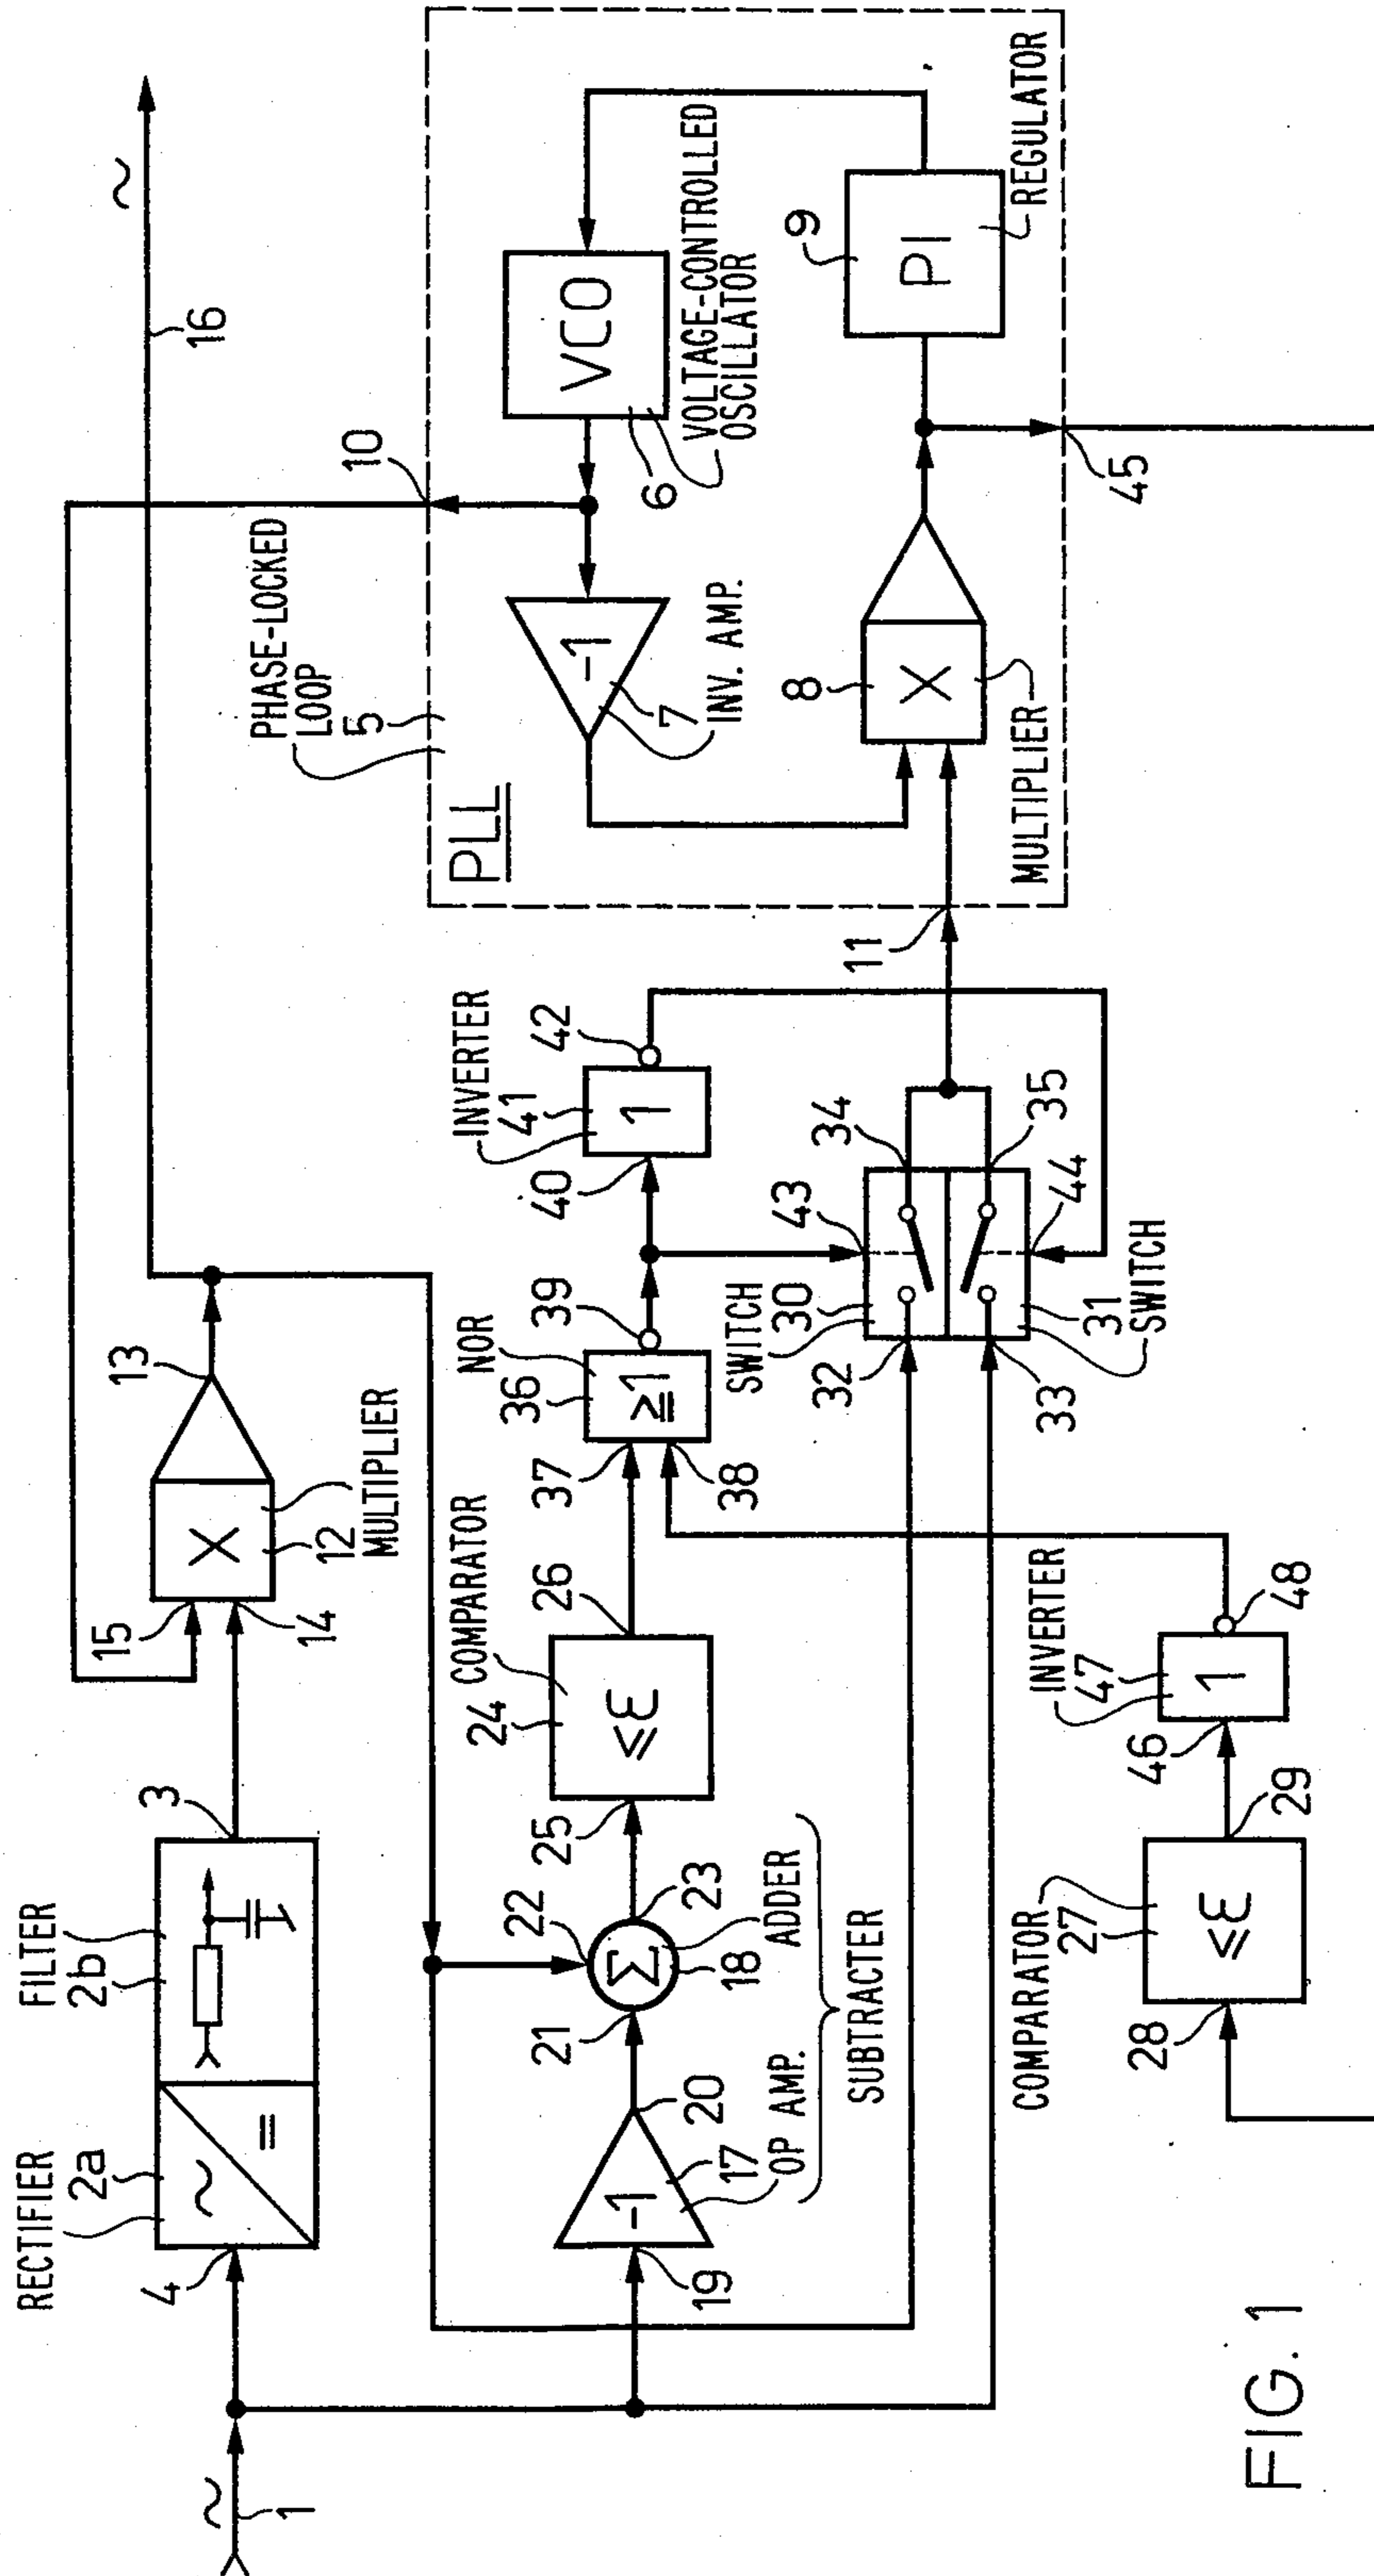 RECTIFIER
2a
FILTER
2b
∼
=
4
3
∼
1
15
14
X
12
MULTIPLIER
13
∼
16
10
PHASE-LOCKED
LOOP
5
PLL
VCO
6
VOLTAGE-CONTROLLED
OSCILLATOR
-1
7
INV. AMP.
8
X
MULTIPLIER
9
PI
REGULATOR
45
11
19
-1
17
OP AMP.
20
21
22
Σ
18
ADDER
23
SUBTRACTER
25
COMPARATOR
24
≤ε
26
37
38
NOR
36
≥1
39
INVERTER
41
1
40
42
SWITCH
30
32
43
34
33
31
SWITCH
44
35
COMPARATOR
27
28
≤ε
29
INVERTER
47
46
1
48
FIG. 1